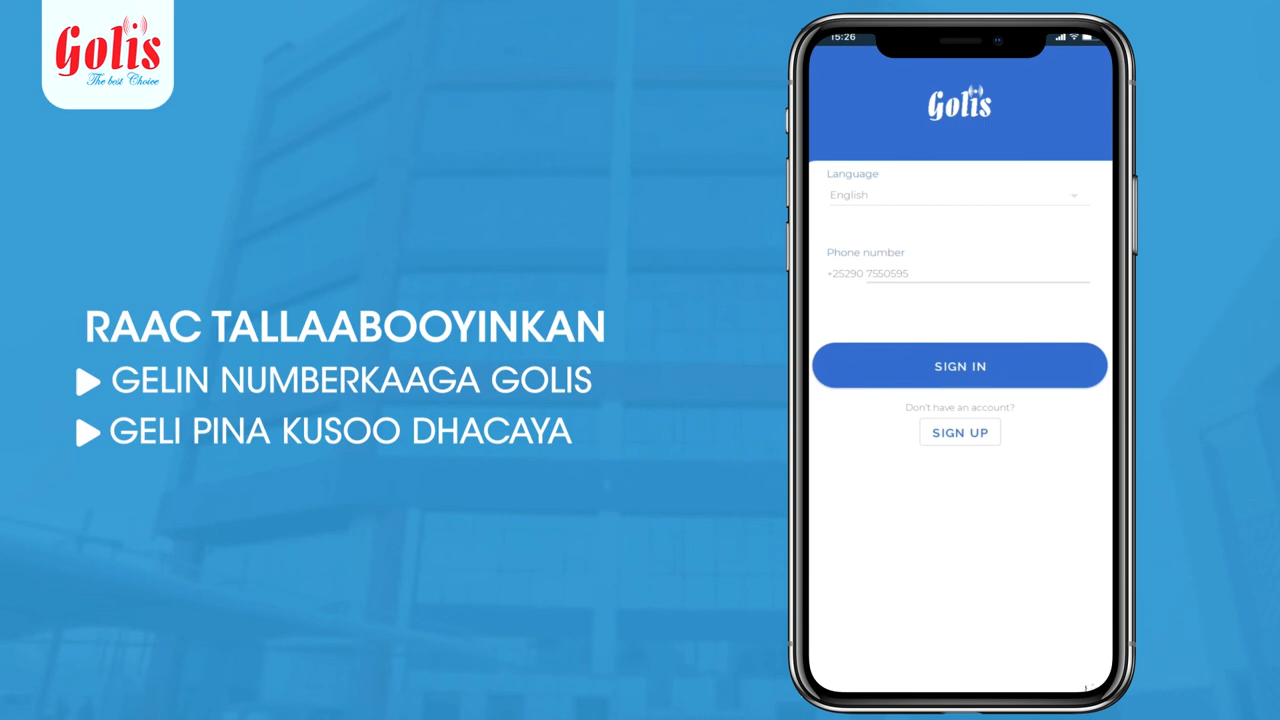 Golis
The best Choice
RAAC TALLAABOOYINKAN
GELIN NUMBERKAAGA GOLIS
GELI PINA KUSOO DHACAYA
15:26
Golis
Language
English
Phone number
+25290 7550595
SIGN IN
Don't have an account?
SIGN UP